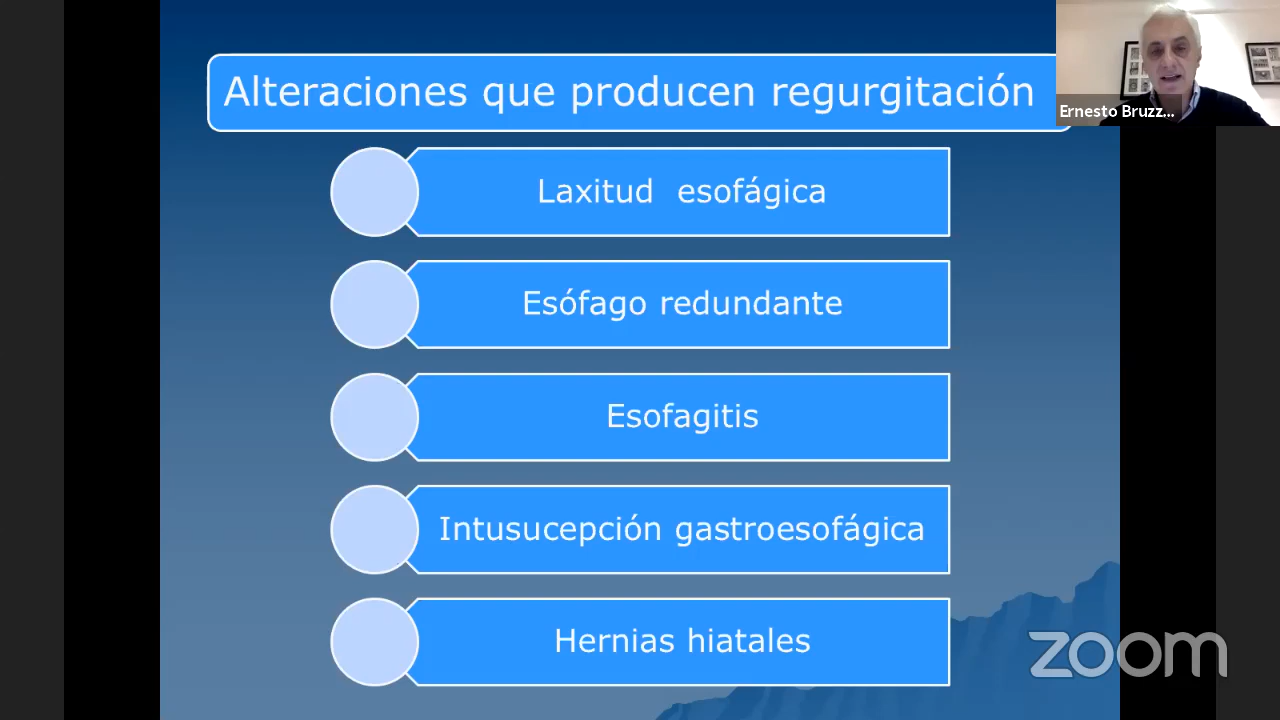 Alteraciones que producen regurgitación
Ernesto Bruzz...
Laxitud  esofágica
Esófago redundante
Esofagitis
Intusucepción gastroesofágica
Hernias hiatales
zoom